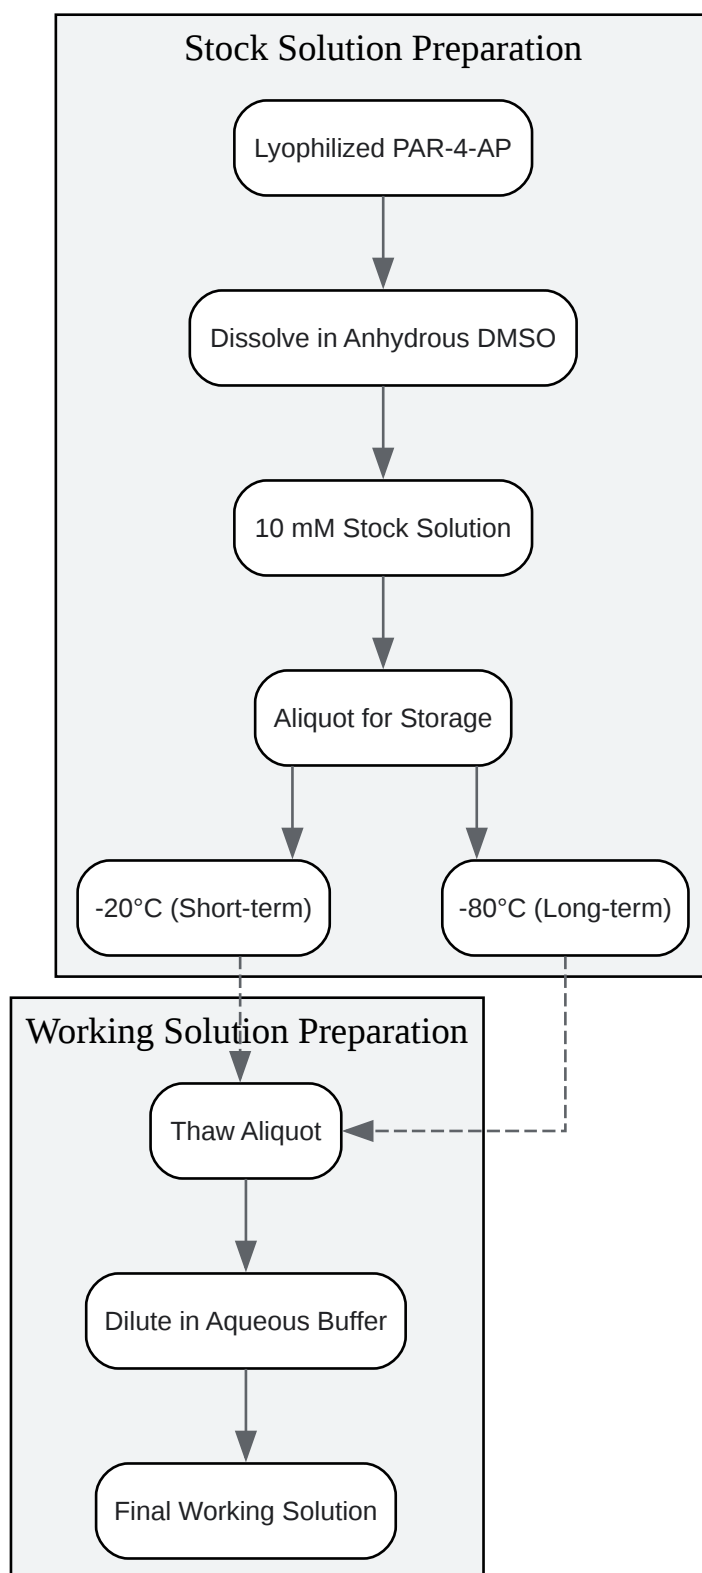 Stock Solution Preparation
Lyophilized PAR-4-AP
Dissolve in Anhydrous DMSO
10 mM Stock Solution
Aliquot for Storage
-20°C (Short-term)
-80°C (Long-term)
Working Solution Preparation
Thaw Aliquot
Dilute in Aqueous Buffer
Final Working Solution